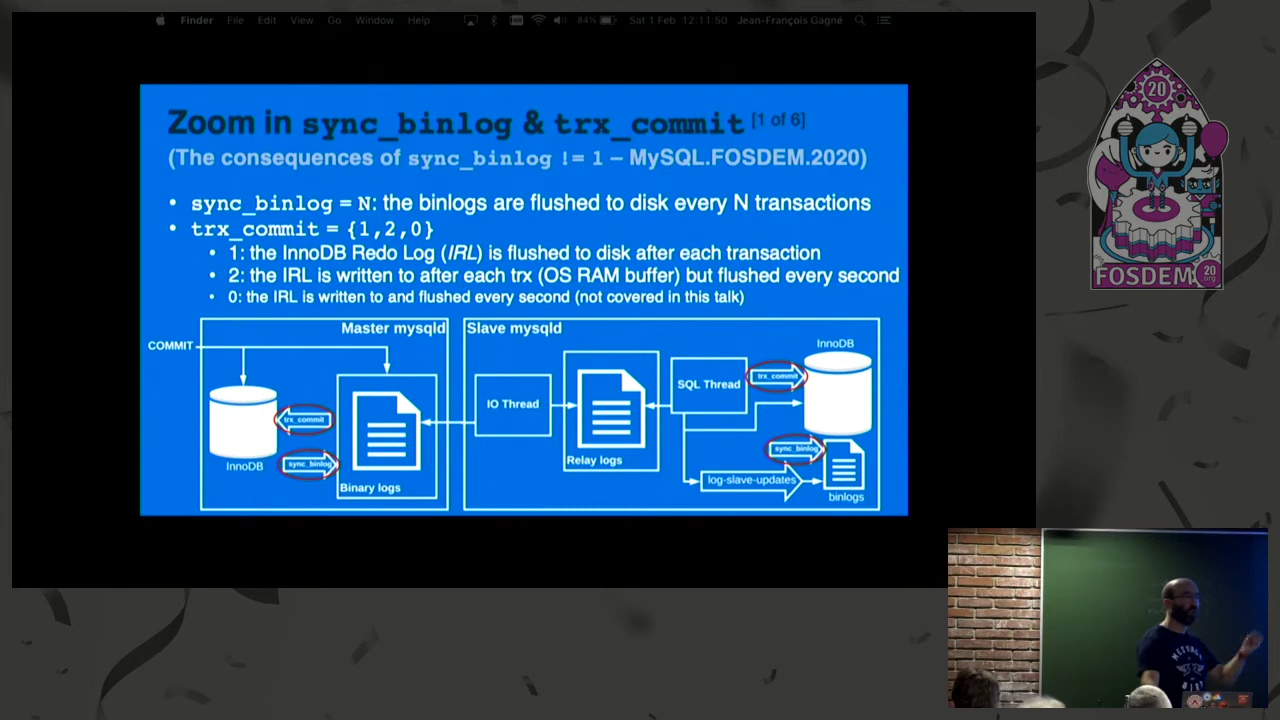 Finder File Edit View Go Window Help 84% Sat 1 Feb 12:11:50 Jean-François Gagné
Zoom in sync_binlog & trx_commit [1 of 6]
(The consequences of sync_binlog != 1 – MySQL.FOSDEM.2020)
• sync_binlog = N: the binlogs are flushed to disk every N transactions
• trx_commit = {1,2,0}
• 1: the InnoDB Redo Log (IRL) is flushed to disk after each transaction
• 2: the IRL is written to after each trx (OS RAM buffer) but flushed every second
• 0: the IRL is written to and flushed every second (not covered in this talk)
Master mysqld
COMMIT
trx_commit
sync_binlog
InnoDB
Binary logs
Slave mysqld
IO Thread
Relay logs
SQL Thread
trx_commit
InnoDB
sync_binlog
log-slave-updates
binlogs
20
FOSDEM 20
.org